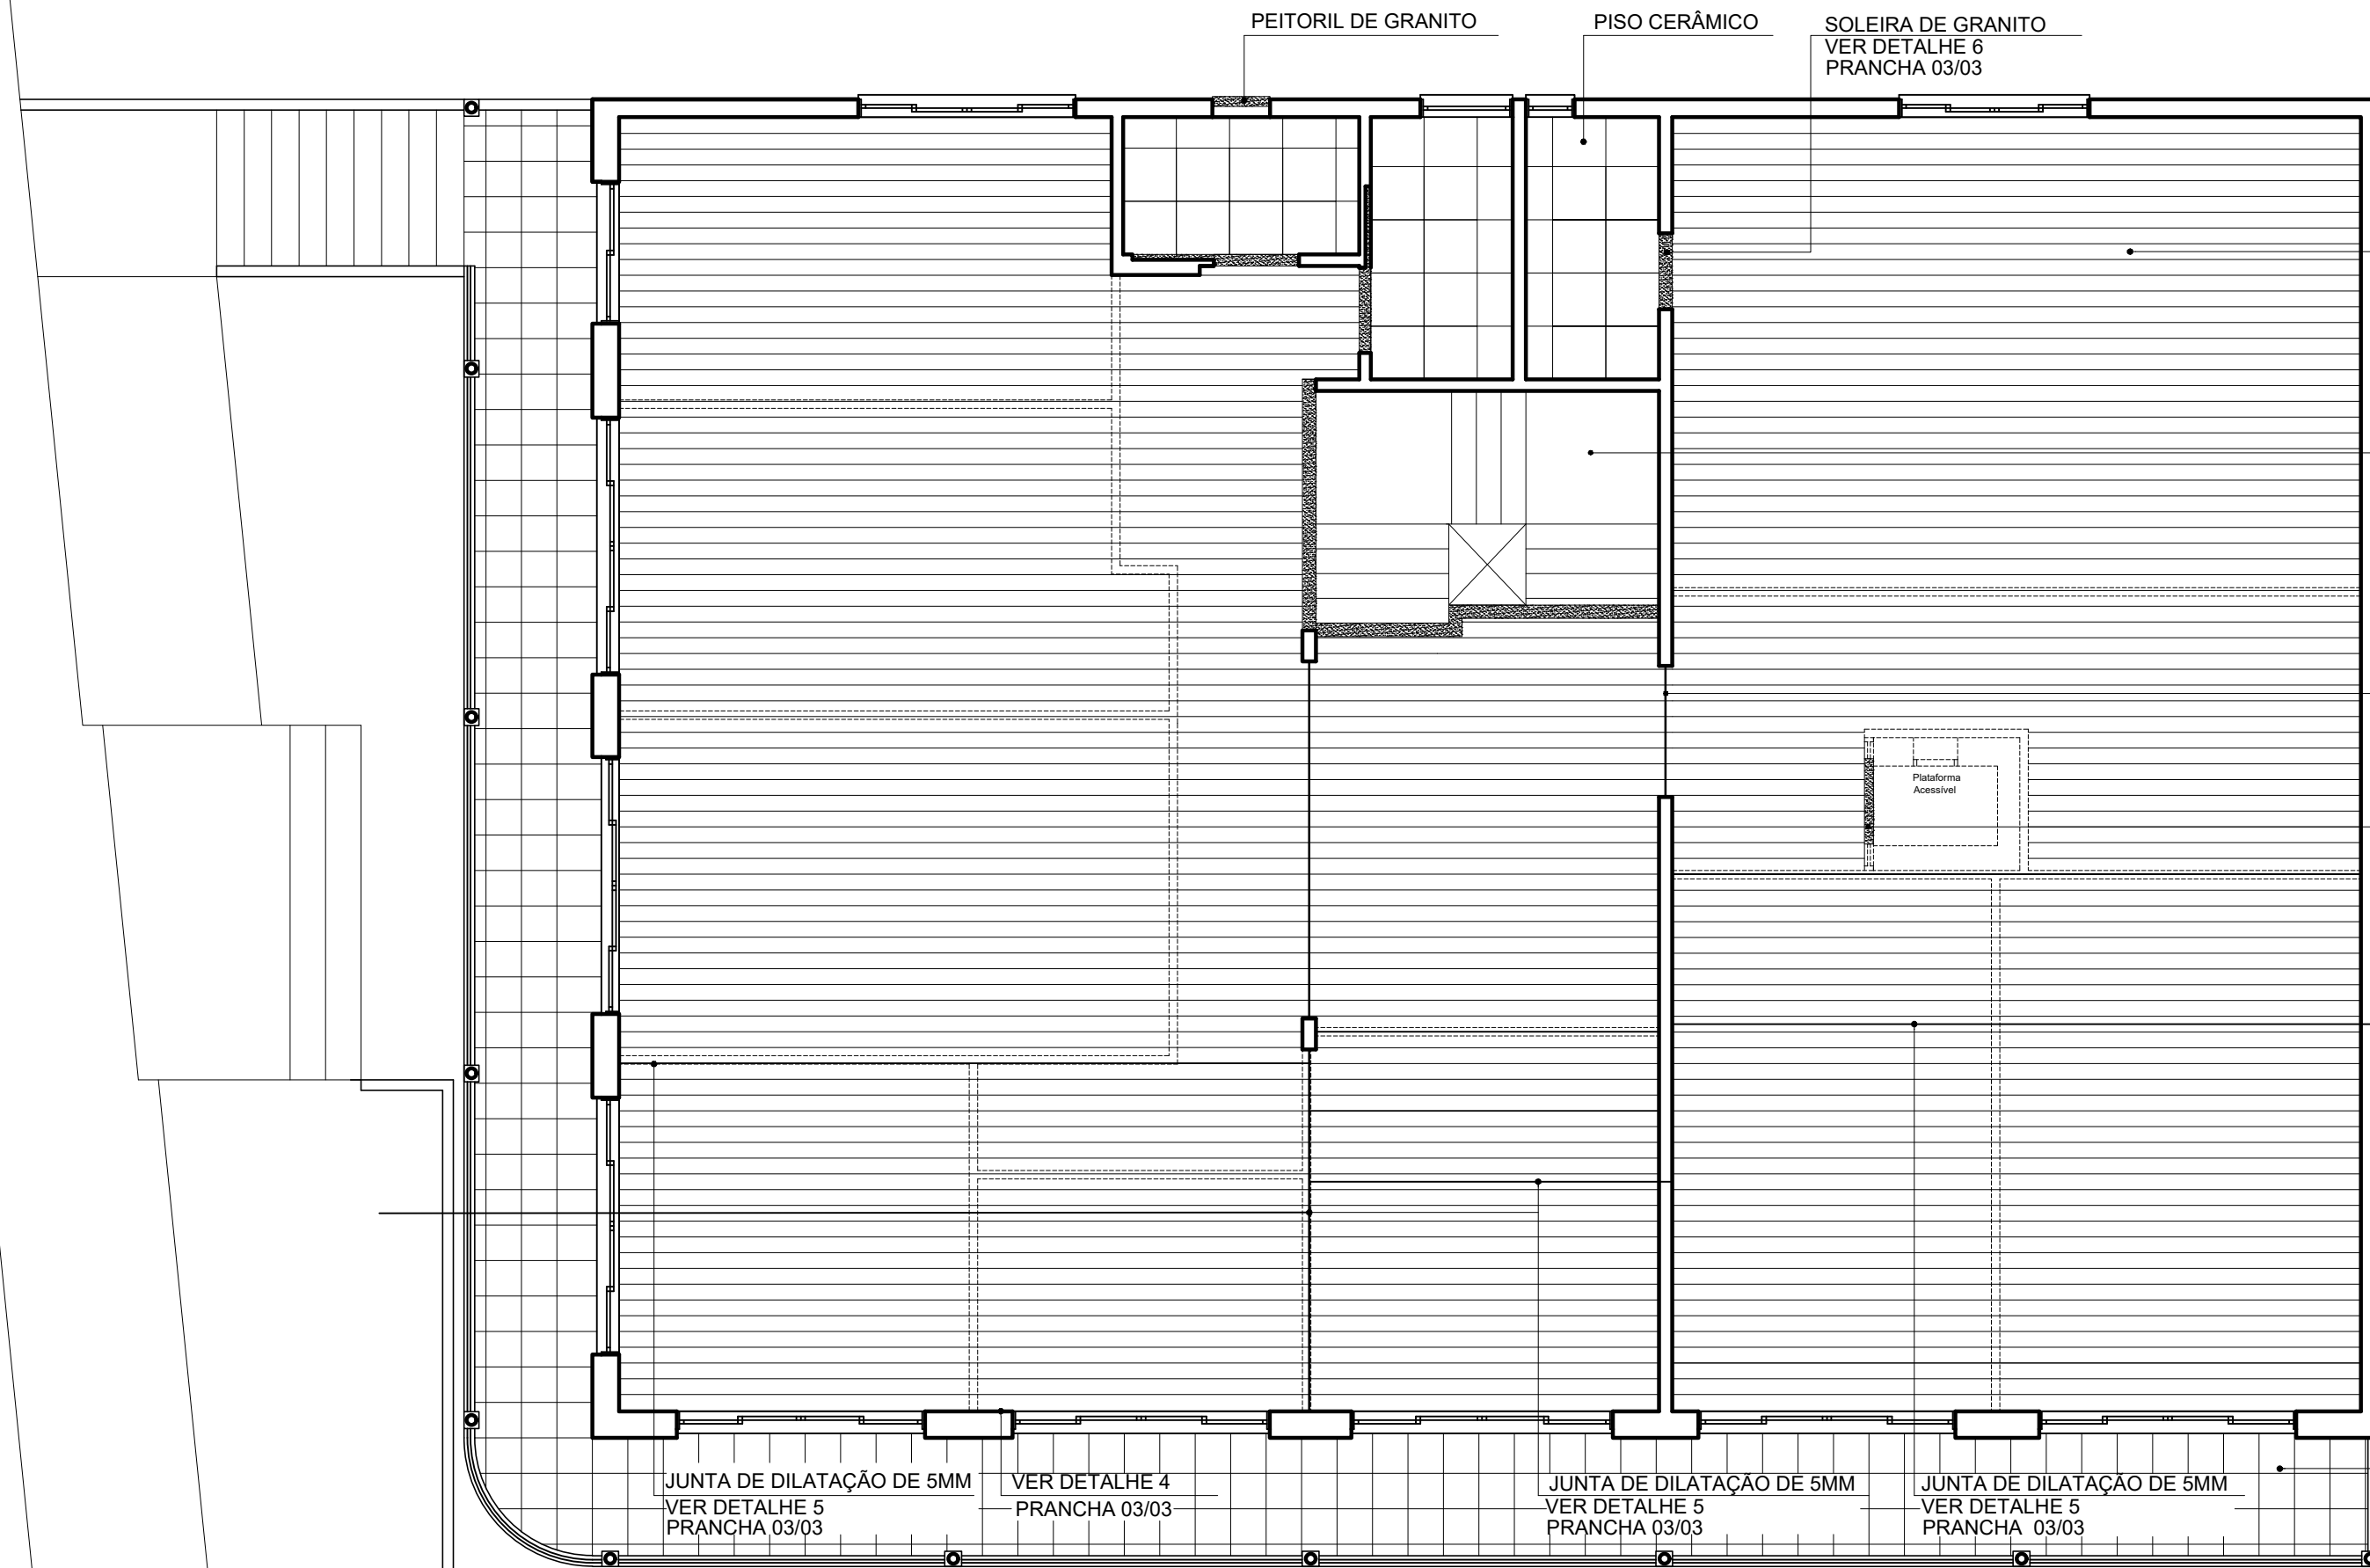 PEITORIL DE GRANITO
PISO CERÂMICO
SOLEIRA DE GRANITO
VER DETALHE 6
PRANCHA 03/03
Plataforma
Acessível
JUNTA DE DILATAÇÃO DE 5MM
VER DETALHE 5
PRANCHA 03/03
VER DETALHE 4
PRANCHA 03/03
JUNTA DE DILATAÇÃO DE 5MM
VER DETALHE 5
PRANCHA 03/03
JUNTA DE DILATAÇÃO DE 5MM
VER DETALHE 5
PRANCHA 03/03